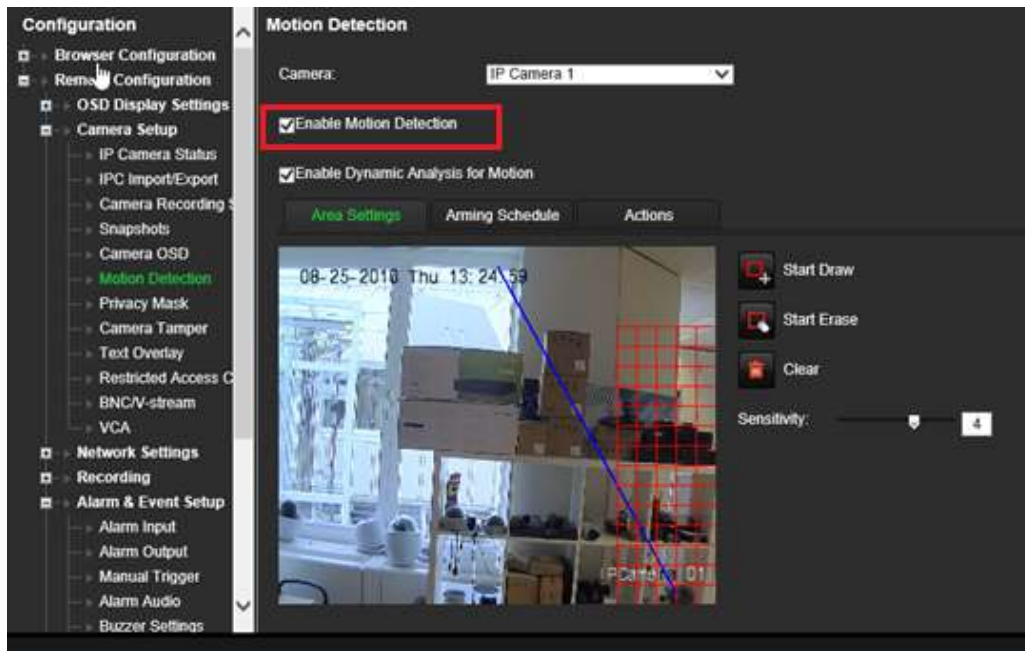 Configuration
Browser Configuration
Configuration
OSD Display Settings
Camera Setup
IP Camera Status
IPC Import/Export
Camera Recording S
Snapshots
Camera OSD
Motion Detection
Privacy Mask
Camera Tamper
Text Overlay
Restricted Access C
BNC/V-stream
VCA
Network Settings
Recording
Alarm & Event Setup
Alarm Input
Alarm Output
Manual Trigger
Alarm Audio
Buzzer Settings
Motion Detection
Camera: IP Camera 1
Enable Motion Detection
Enable Dynamic Analysis for Motion
Area Settings Arming Schedule Actions
08-25-2016 Thu 13:24:59
IPCamera 01
Start Draw
Start Erase
Clear
Sensitivity: 4